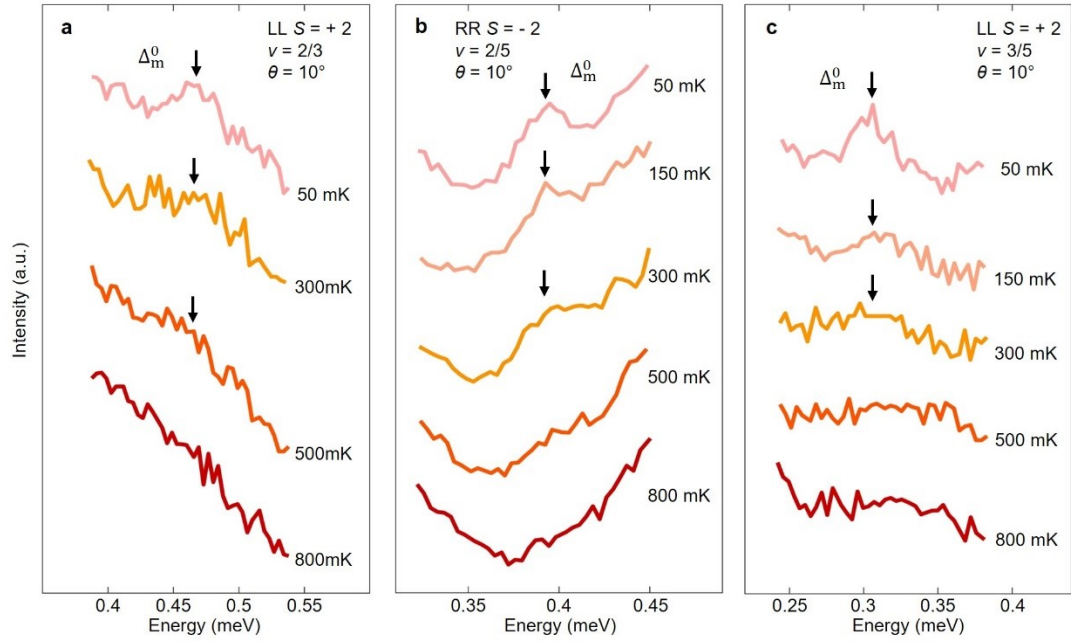 a
LL S = + 2
ν = 2/3
θ = 10°
Δ⁰ₘ
50 mK
300mK
500mK
800mK
0.4 0.45 0.5 0.55
Energy (meV)
Intensity (a.u.)
b
RR S = - 2
ν = 2/5
θ = 10°
Δ⁰ₘ
50 mK
150 mK
300 mK
500 mK
800 mK
0.35 0.4 0.45
Energy (meV)
c
LL S = + 2
ν = 3/5
θ = 10°
Δ⁰ₘ
50 mK
150 mK
300 mK
500 mK
800 mK
0.25 0.3 0.35 0.4
Energy (meV)